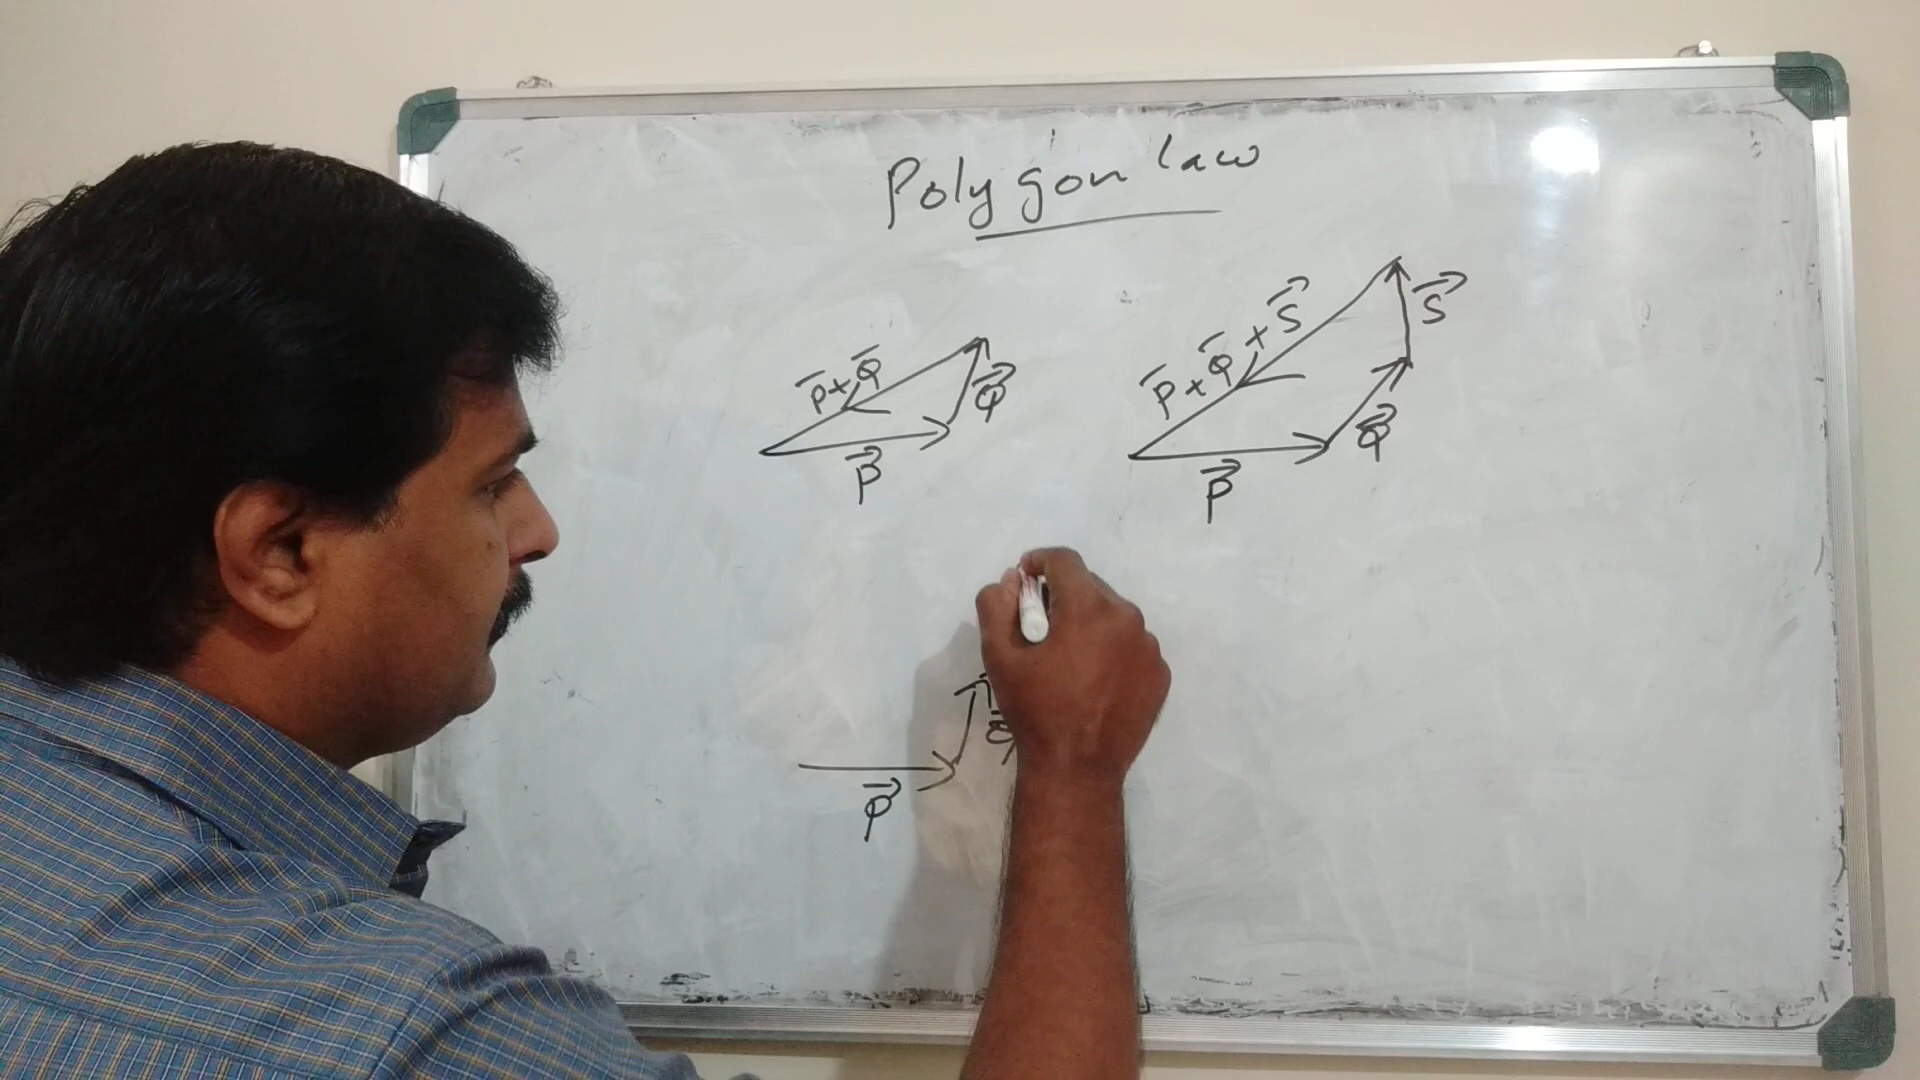 Polygon law
P̄+Q̄
Q⃗
P⃗
P̄+Q̄+S⃗
S⃗
Q⃗
P⃗
P⃗